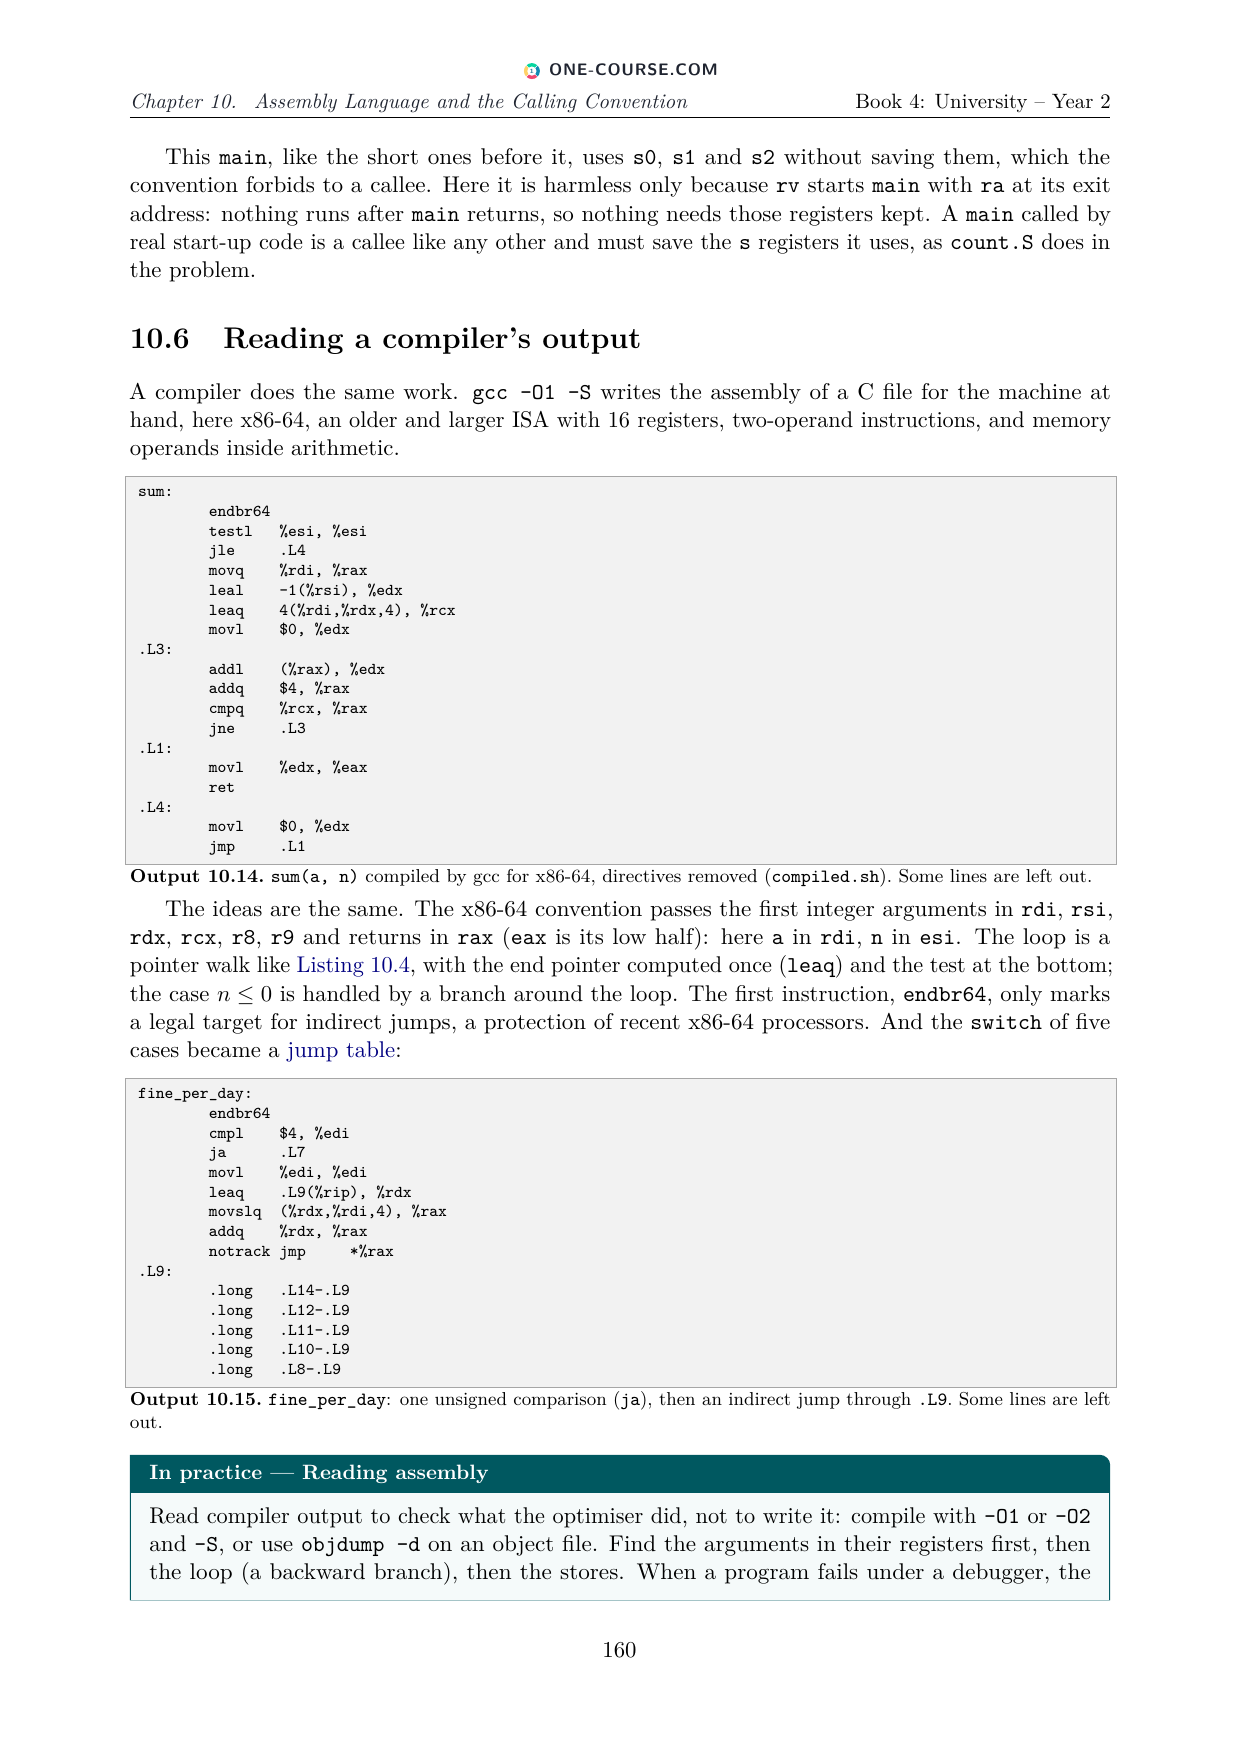 ONE-COURSE.COM
Chapter 10. Assembly Language and the Calling Convention Book 4: University – Year 2
This main, like the short ones before it, uses s0, s1 and s2 without saving them, which the
convention forbids to a callee. Here it is harmless only because rv starts main with ra at its exit
address: nothing runs after main returns, so nothing needs those registers kept. A main called by
real start-up code is a callee like any other and must save the s registers it uses, as count.S does in
the problem.
10.6 Reading a compiler's output
A compiler does the same work. gcc -O1 -S writes the assembly of a C file for the machine at
hand, here x86-64, an older and larger ISA with 16 registers, two-operand instructions, and memory
operands inside arithmetic.
sum:
endbr64
testl %esi, %esi
jle .L4
movq %rdi, %rax
leal -1(%rsi), %edx
leaq 4(%rdi,%rdx,4), %rcx
movl $0, %edx
.L3:
addl (%rax), %edx
addq $4, %rax
cmpq %rcx, %rax
jne .L3
.L1:
movl %edx, %eax
ret
.L4:
movl $0, %edx
jmp .L1
Output 10.14. sum(a, n) compiled by gcc for x86-64, directives removed (compiled.sh). Some lines are left out.
The ideas are the same. The x86-64 convention passes the first integer arguments in rdi, rsi,
rdx, rcx, r8, r9 and returns in rax (eax is its low half): here a in rdi, n in esi. The loop is a
pointer walk like Listing 10.4, with the end pointer computed once (leaq) and the test at the bottom;
the case n ≤ 0 is handled by a branch around the loop. The first instruction, endbr64, only marks
a legal target for indirect jumps, a protection of recent x86-64 processors. And the switch of five
cases became a jump table:
fine_per_day:
endbr64
cmpl $4, %edi
ja .L7
movl %edi, %edi
leaq .L9(%rip), %rdx
movslq (%rdx,%rdi,4), %rax
addq %rdx, %rax
notrack jmp *%rax
.L9:
.long .L14-.L9
.long .L12-.L9
.long .L11-.L9
.long .L10-.L9
.long .L8-.L9
Output 10.15. fine_per_day: one unsigned comparison (ja), then an indirect jump through .L9. Some lines are left
out.
In practice — Reading assembly
Read compiler output to check what the optimiser did, not to write it: compile with -O1 or -O2
and -S, or use objdump -d on an object file. Find the arguments in their registers first, then
the loop (a backward branch), then the stores. When a program fails under a debugger, the
160